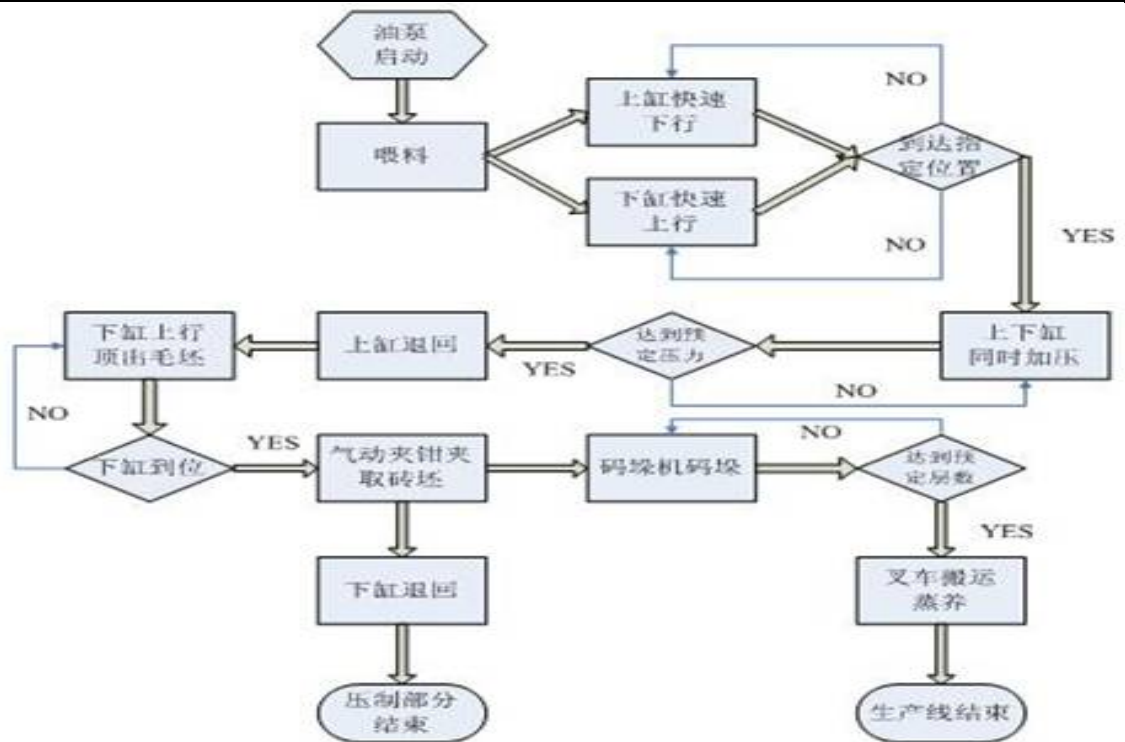 油泵
启动
喂料
上缸快速
下行
下缸快速
上行
NO
NO
到达指
定位置
YES
上下缸
同时加压
达到预
定压力
YES
NO
上缸退回
下缸上行
顶出毛坯
NO
下缸到位
YES
气动夹钳夹
取砖坯
码垛机码垛
NO
达到预
定层数
YES
下缸退回
叉车搬运
蒸养
压制部分
结束
生产线结束